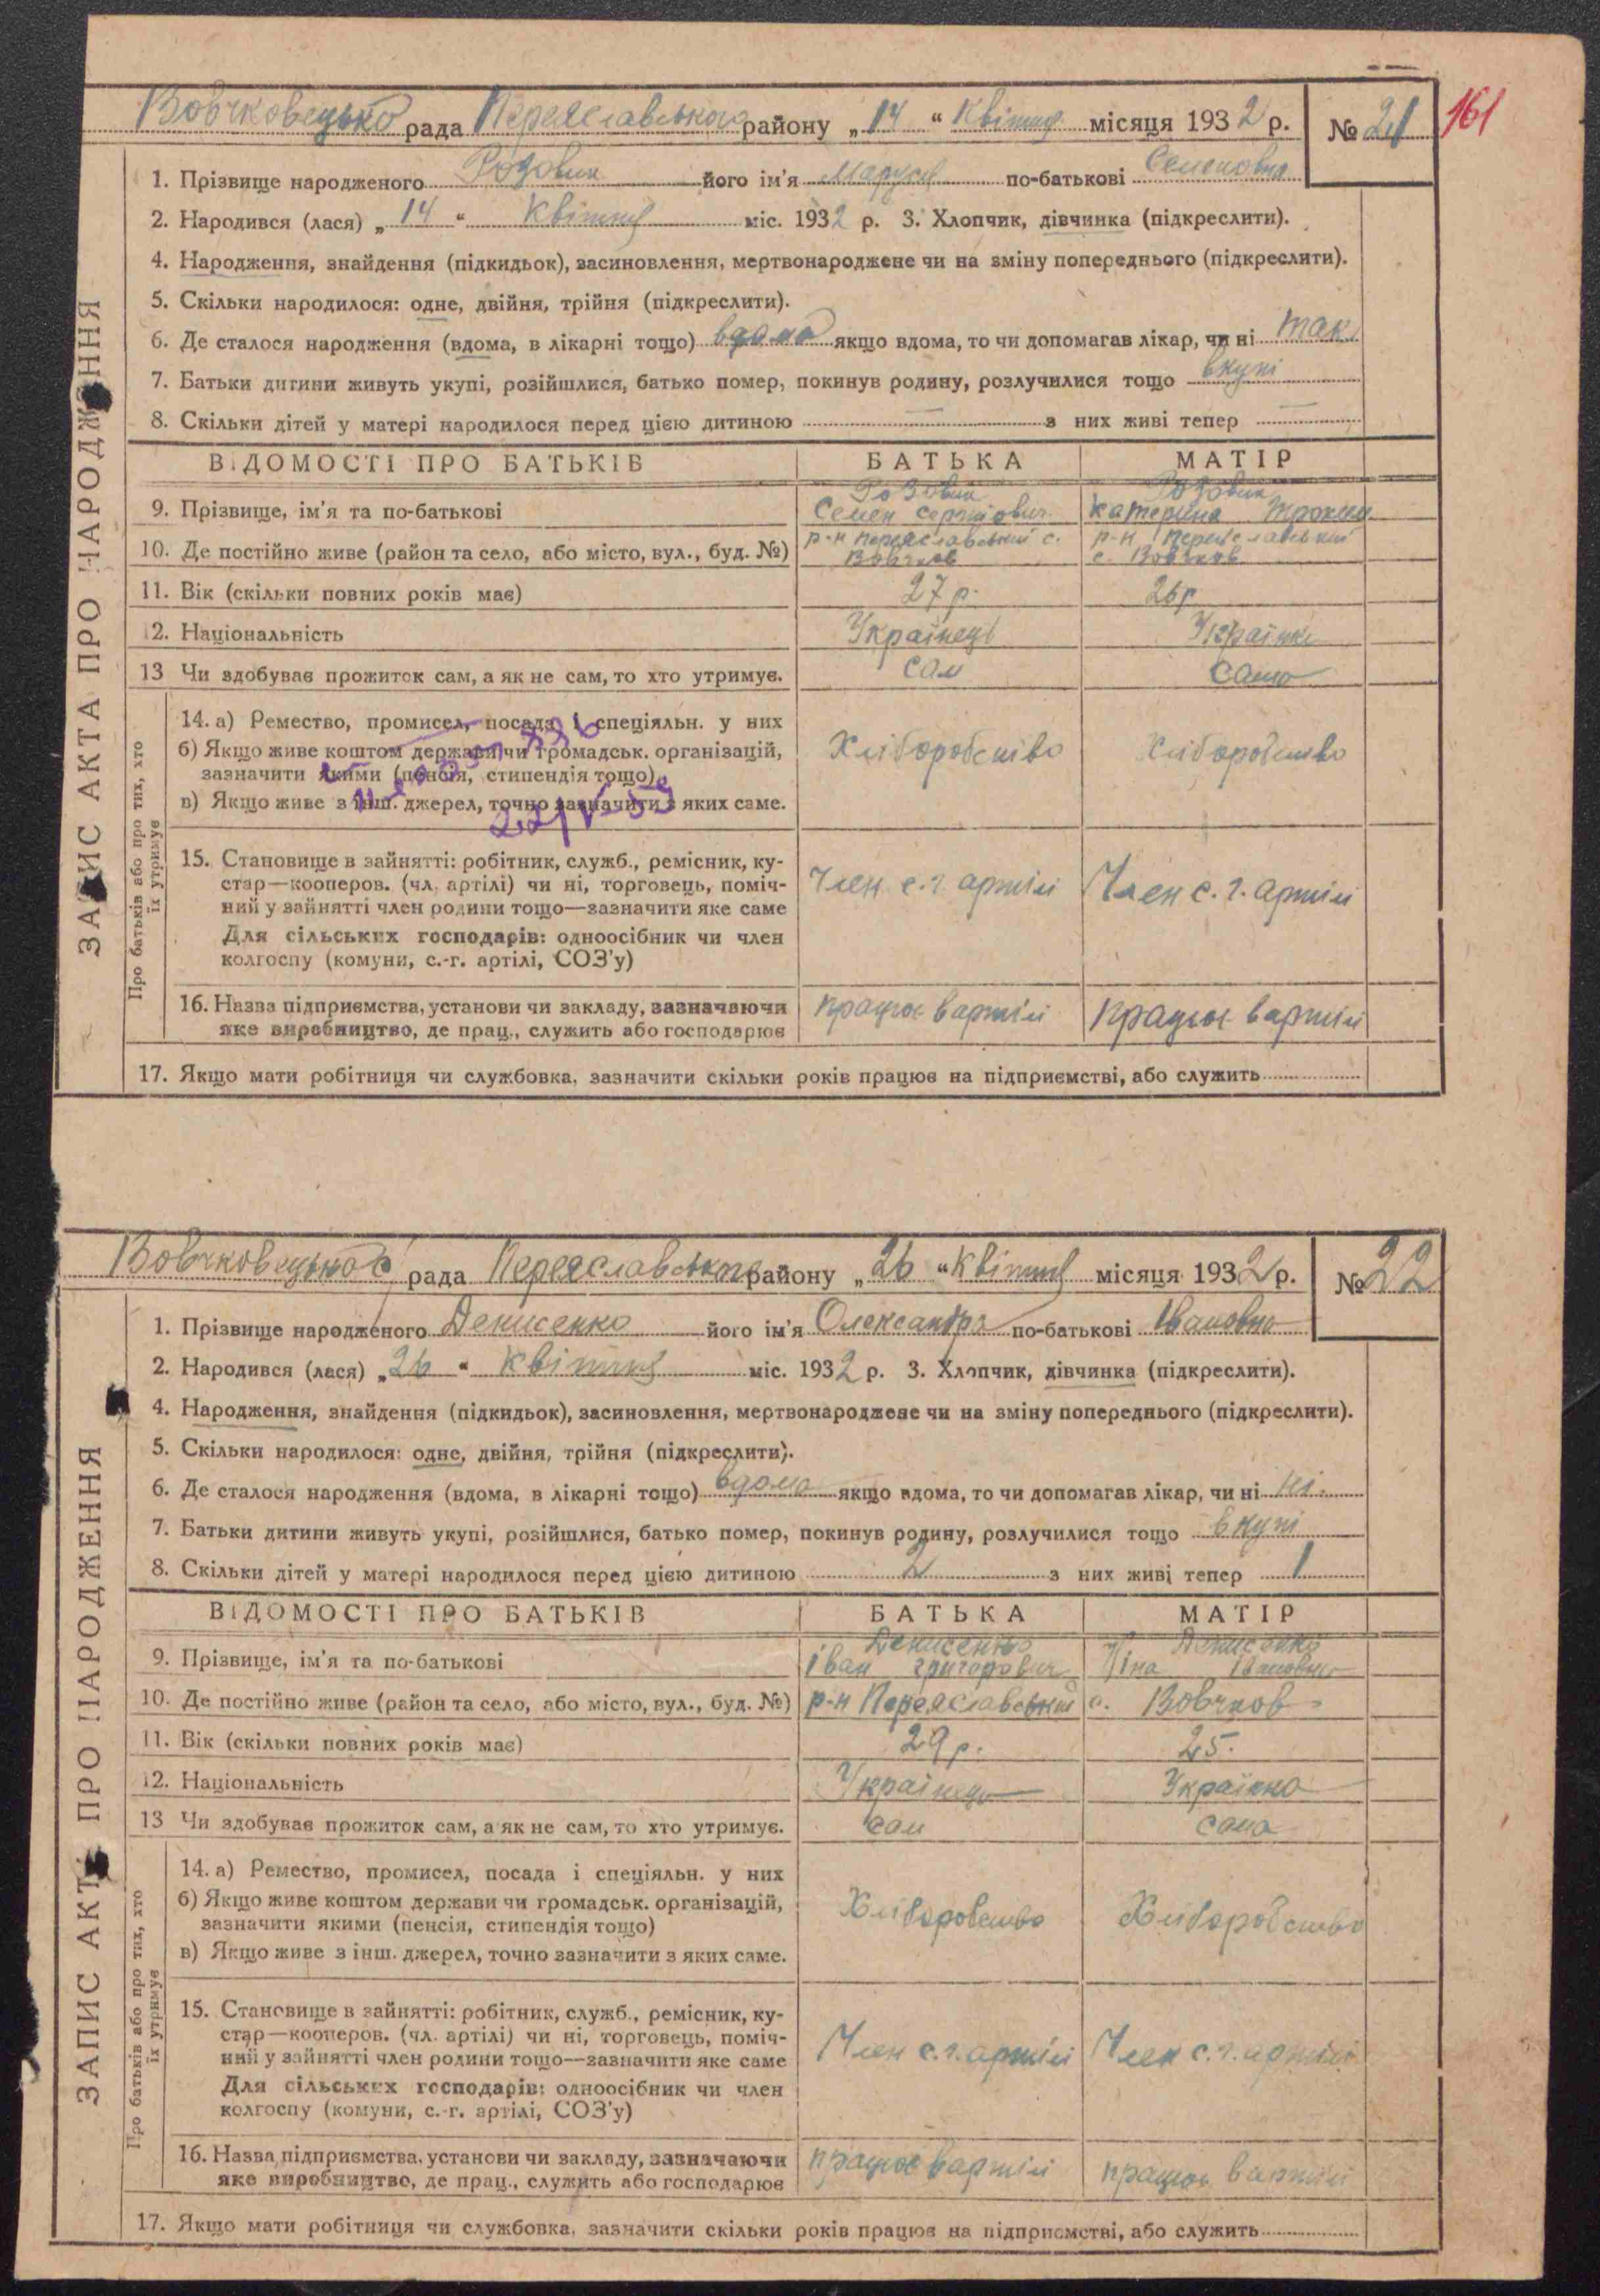 Вовчковецько рада Переяславського району „14“ Квітня місяця 1932 р. № 21
161
1. Прізвище народженого Розовик його ім'я Маруся по-батькові Семеновна
2. Народився (лася) „14“ Квітня міс. 1932 р. 3. Хлопчик, дівчинка (підкреслити).
4. Народження, знайдення (підкидьок), васиновлення, мертвонароджене чи на зміну попереднього (підкреслити).
5. Скільки народилося: одне, двійня, трійня (підкреслити).
6. Де сталося народження (вдома, в лікарні тощо) вдома якщо вдома, то чи допомагав лікар, чи ні так
7. Батьки дитини живуть укупі, розійшлися, батько помер, покинув родину, розлучилися тощо вкупі
8. Скільки дітей у матері народилося перед цією дитиною — з них живі тепер —
ЗАПИС АКТА ПРО НАРОДЖЕННЯ
ВІДОМОСТІ ПРО БАТЬКІВ БАТЬКА МАТІР
9. Прізвище, ім'я та по-батькові Розовик Семен Сергійович Розовик Катерина
10. Де постійно живе (район та село, або місто, вул., буд. №) р-н Переяславський с. Вовчков р-н Переяславський с. Вовчков
11. Вік (скільки повних років має) 27 р. 26 р
12. Національність Українець Українка
13 Чи здобуває прожиток сам, а як не сам, то хто утримує. сам сама
Про батьків або про тих, хто їх утримує
14. а) Ремество, промисел, посада і спеціяльн. у них
б) Якщо живе коштом держави чи громадськ. організацій,
зазначити якими (пенсія, стипендія тощо)
в) Якщо живе з інш. джерел, точно зазначити з яких саме.
Хліборобство Хліборобство
15. Становище в зайнятті: робітник, служб., ремісник, ку-
стар—кооперов. (чл. артілі) чи ні, торговець, поміч-
ний у зайнятті член родини тощо—зазначити яке саме
Для сільських господарів: одноосібник чи член
колгоспу (комуни, с.-г. артілі, СОЗ'у)
Член с.г. артілі Член с.г. артілі
16. Назва підприємства, установи чи закладу, зазначаючи
яке виробництво, де прац., служить або господарює
працює вартілі працює вартілі
17. Якщо мати робітниця чи службовка, зазначити скільки років працює на підприємстві, або служить
Вовчковецької рада Переяславського району „26“ Квітня місяця 1932 р. № 22
1. Прізвище народженого Денисенко його ім'я Олександра по-батькові Івановна
2. Народився (лася) „26“ Квітня міс. 1932 р. 3. Хлопчик, дівчинка (підкреслити).
4. Народження, знайдення (підкидьок), засиновлення, мертвонароджене чи на зміну попереднього (підкреслити).
5. Скільки народилося: одне, двійня, трійня (підкреслити).
6. Де сталося народження (вдома, в лікарні тощо) вдома якщо вдома, то чи допомагав лікар, чи ні ні.
7. Батьки дитини живуть укупі, розійшлися, батько помер, покинув родину, розлучилися тощо вкупі
8. Скільки дітей у матері народилося перед цією дитиною 2 з них живі тепер 1
ЗАПИС АКТА ПРО НАРОДЖЕННЯ
ВІДОМОСТІ ПРО БАТЬКІВ БАТЬКА МАТІР
9. Прізвище, ім'я та по-батькові Денисенко Іван григорович Денисенко Івановна
10. Де постійно живе (район та село, або місто, вул., буд. №) р-н Переяславський с. Вовчков
11. Вік (скільки повних років має) 29 р. 25.
12. Національність Українець Українка
13 Чи здобуває прожиток сам, а як не сам, то хто утримує. сам сама
Про батьків або про тих, хто їх утримує
14. а) Ремество, промисел, посада і спеціяльн. у них
б) Якщо живе коштом держави чи громадськ. організацій,
зазначити якими (пенсія, стипендія тощо)
в) Якщо живе з інш. джерел, точно зазначити з яких саме.
Хліборобство Хліборобство
15. Становище в зайнятті: робітник, служб., ремісник, ку-
стар—кооперов. (чл. артілі) чи ні, торговець, поміч-
ний у зайнятті член родини тощо—зазначити яке саме
Для сільських господарів: одноосібник чи член
колгоспу (комуни, с.-г. артілі, СОЗ'у)
Член с.г. артілі Член с.г. артілі
16. Назва підприємства, установи чи закладу, зазначаючи
яке виробництво, де прац., служить або господарює
працює вартілі працює вартілі
17. Якщо мати робітниця чи службовка, зазначити скільки років працює на підприємстві, або служить